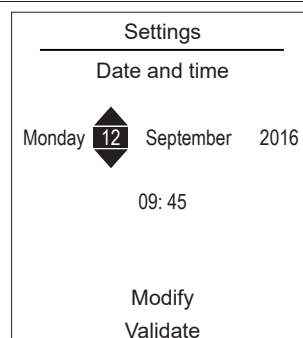 Settings
Date and time
Monday 12 September 2016
09: 45
Modify
Validate